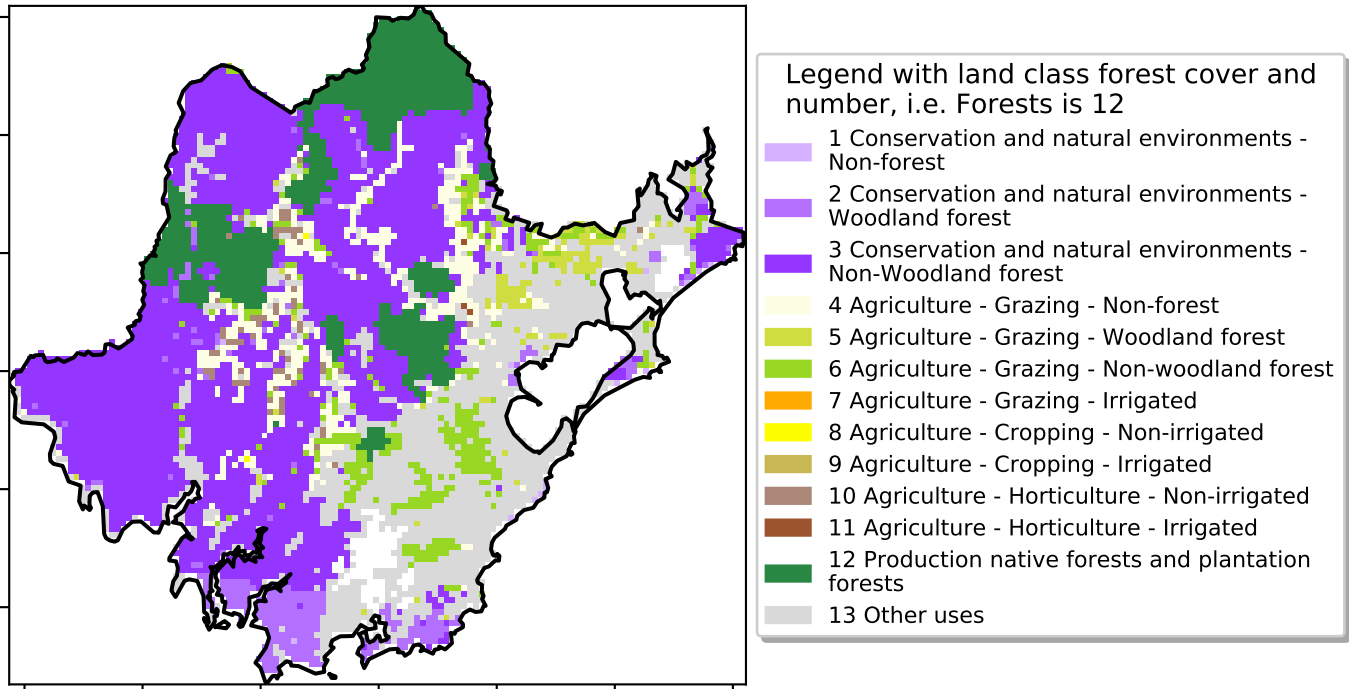 Legend with land class forest cover and
number, i.e. Forests is 12
1 Conservation and natural environments -
Non-forest
2 Conservation and natural environments -
Woodland forest
3 Conservation and natural environments -
Non-Woodland forest
4 Agriculture - Grazing - Non-forest
5 Agriculture - Grazing - Woodland forest
6 Agriculture - Grazing - Non-woodland forest
7 Agriculture - Grazing - Irrigated
8 Agriculture - Cropping - Non-irrigated
9 Agriculture - Cropping - Irrigated
10 Agriculture - Horticulture - Non-irrigated
11 Agriculture - Horticulture - Irrigated
12 Production native forests and plantation
forests
13 Other uses